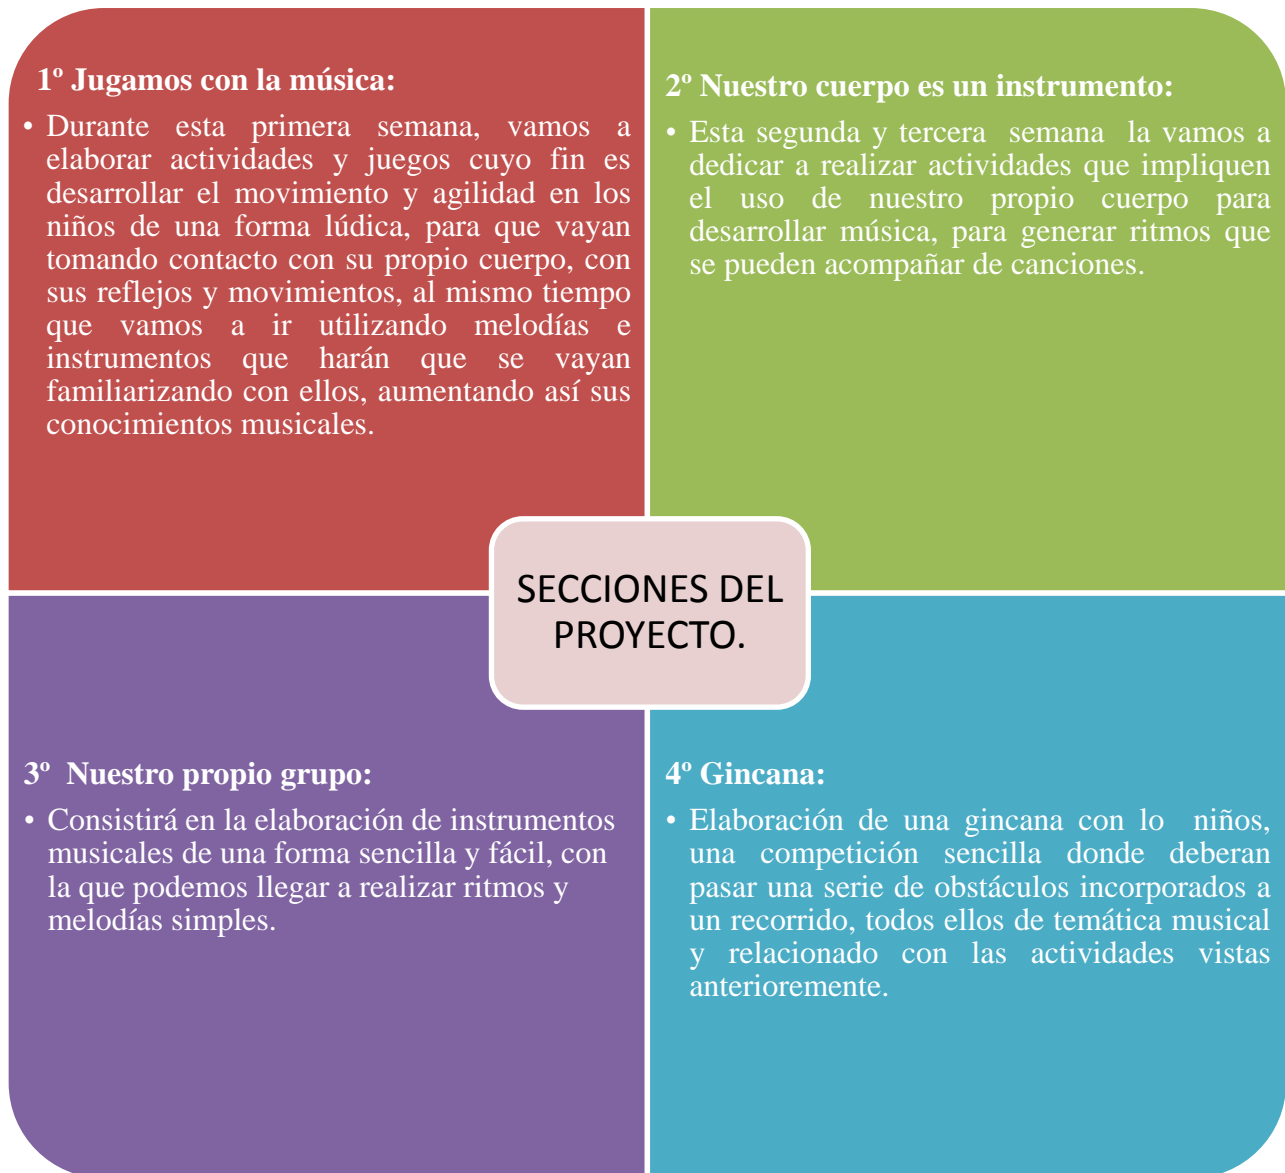 1º Jugamos con la música:
• Durante esta primera semana, vamos a
elaborar actividades y juegos cuyo fin es
desarrollar el movimiento y agilidad en los
niños de una forma lúdica, para que vayan
tomando contacto con su propio cuerpo, con
sus reflejos y movimientos, al mismo tiempo
que vamos a ir utilizando melodías e
instrumentos que harán que se vayan
familiarizando con ellos, aumentando así sus
conocimientos musicales.
2º Nuestro cuerpo es un instrumento:
• Esta segunda y tercera semana la vamos a
dedicar a realizar actividades que impliquen
el uso de nuestro propio cuerpo para
desarrollar música, para generar ritmos que
se pueden acompañar de canciones.
SECCIONES DEL
PROYECTO.
3º Nuestro propio grupo:
• Consistirá en la elaboración de instrumentos
musicales de una forma sencilla y fácil, con
la que podemos llegar a realizar ritmos y
melodías simples.
4º Gincana:
• Elaboración de una gincana con lo niños,
una competición sencilla donde deberan
pasar una serie de obstáculos incorporados a
un recorrido, todos ellos de temática musical
y relacionado con las actividades vistas
anterioremente.